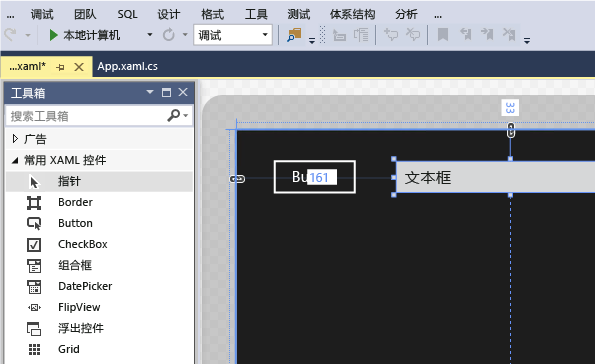 ... 调试 团队 SQL 设计 格式 工具 测试 体系结构 分析 ...
本地计算机 调试
...xaml* App.xaml.cs
工具箱
搜索工具箱
广告
常用 XAML 控件
指针
Border
Button
CheckBox
组合框
DatePicker
FlipView
浮出控件
Grid
33
Bu 161 文本框